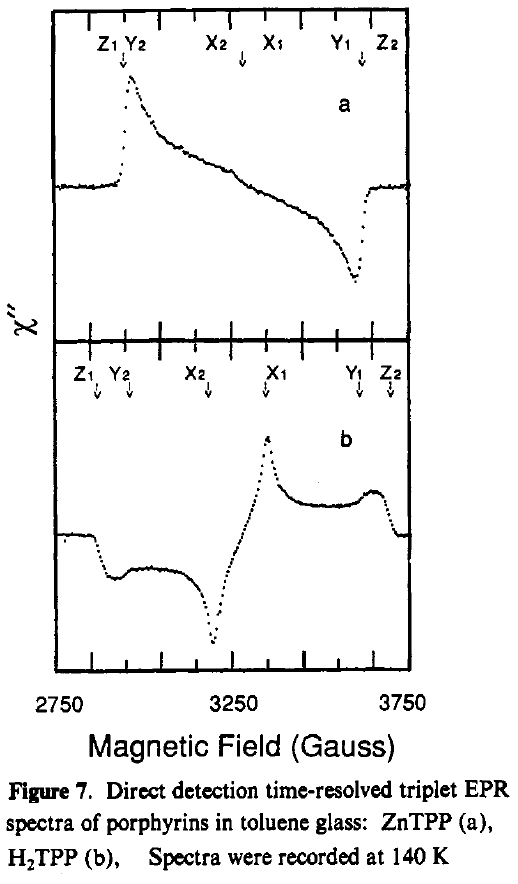 Z1 Y2 X2 X1 Y1 Z2
a
χ″
Z1 Y2 X2 X1 Y1 Z2
b
2750 3250 3750
Magnetic Field (Gauss)
Figure 7. Direct detection time-resolved triplet EPR
spectra of porphyrins in toluene glass: ZnTPP (a),
H₂TPP (b), Spectra were recorded at 140 K